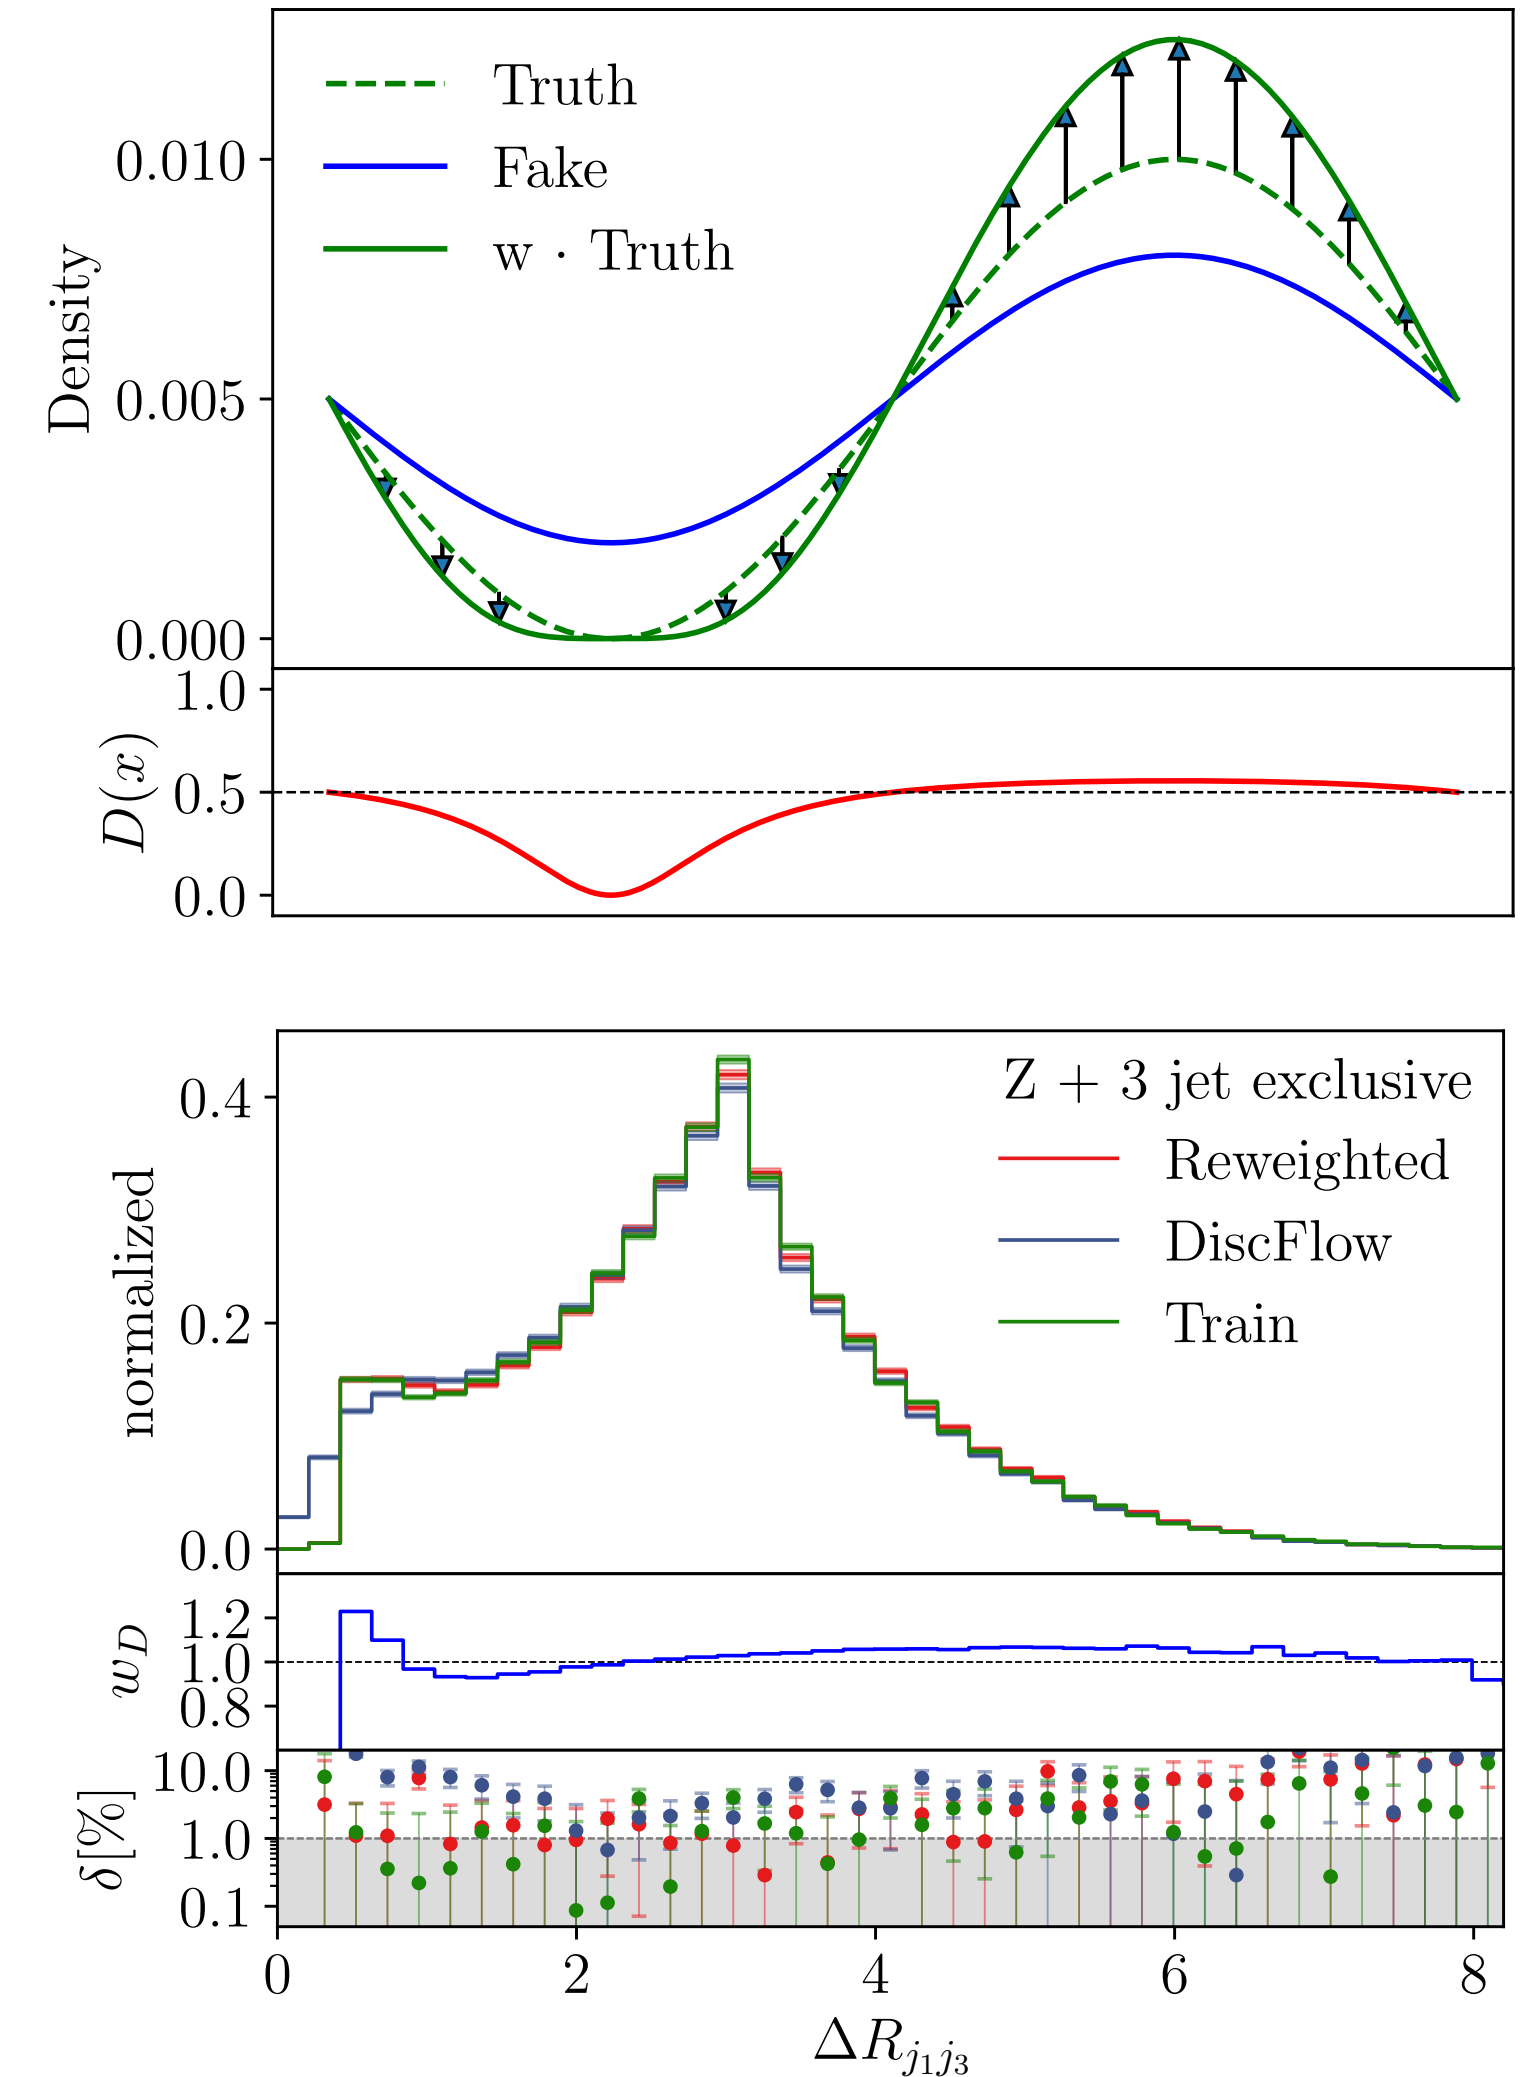 Truth
Fake
w · Truth
Density
0.010
0.005
0.000
D(x)
1.0
0.5
0.0
Z + 3 jet exclusive
Reweighted
DiscFlow
Train
normalized
0.4
0.2
0.0
w_D
1.2
1.0
0.8
δ[%]
10.0
1.0
0.1
0 2 4 6 8
ΔR_{j_1 j_3}